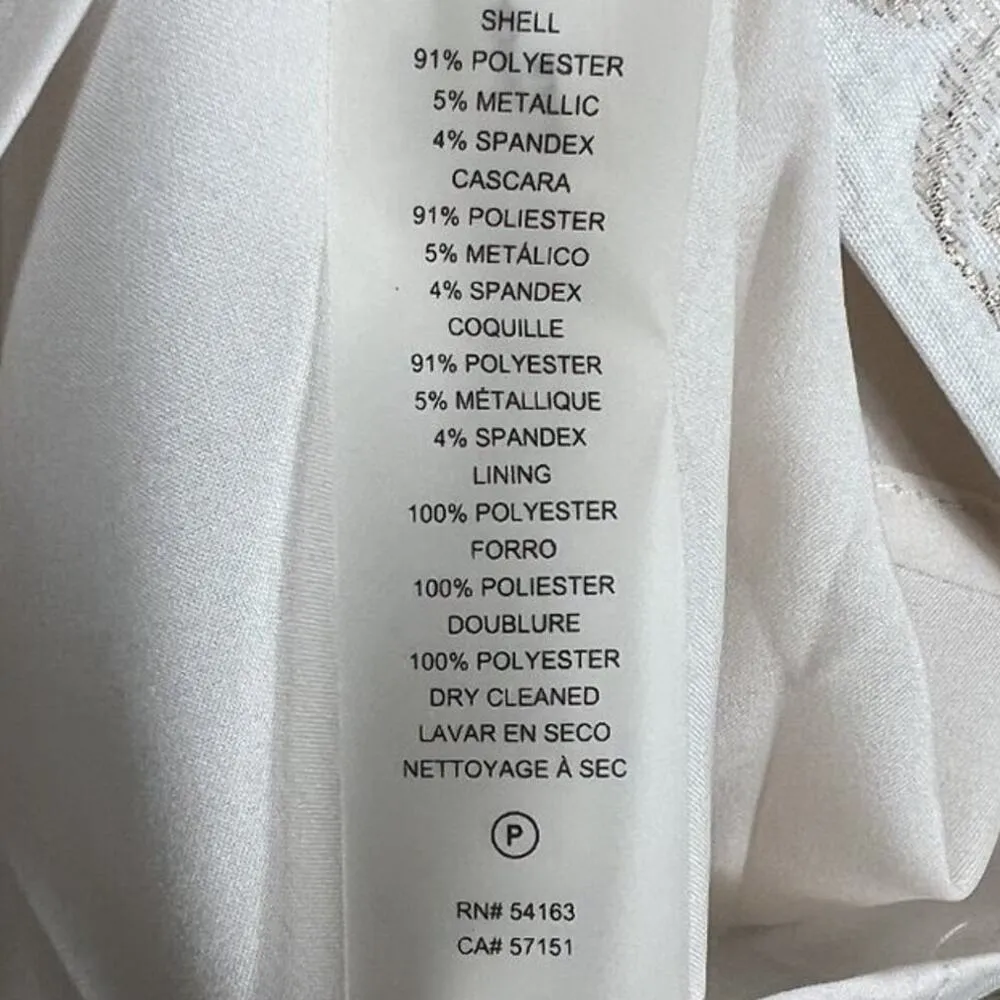 SHELL
91% POLYESTER
5% METALLIC
4% SPANDEX
CASCARA
91% POLIESTER
5% METÁLICO
4% SPANDEX
COQUILLE
91% POLYESTER
5% MÉTALLIQUE
4% SPANDEX
LINING
100% POLYESTER
FORRO
100% POLIESTER
DOUBLURE
100% POLYESTER
DRY CLEANED
LAVAR EN SECO
NETTOYAGE À SEC
P
RN# 54163
CA# 57151